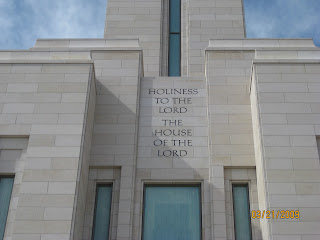 HOLINESS
TO THE
LORD
THE
HOUSE
OF THE
LORD